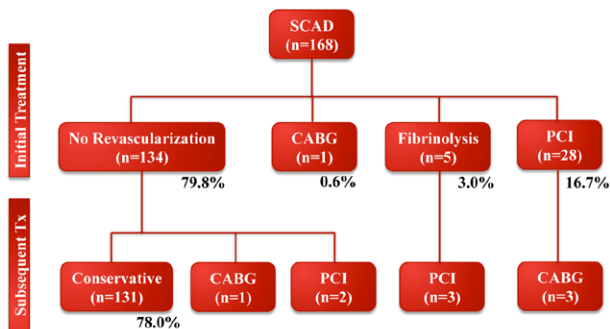 SCAD
(n=168)
Initial Treatment
No Revascularization
(n=134)
79.8%
CABG
(n=1)
0.6%
Fibrinolysis
(n=5)
3.0%
PCI
(n=28)
16.7%
Subsequent Tx
Conservative
(n=131)
78.0%
CABG
(n=1)
PCI
(n=2)
PCI
(n=3)
CABG
(n=3)